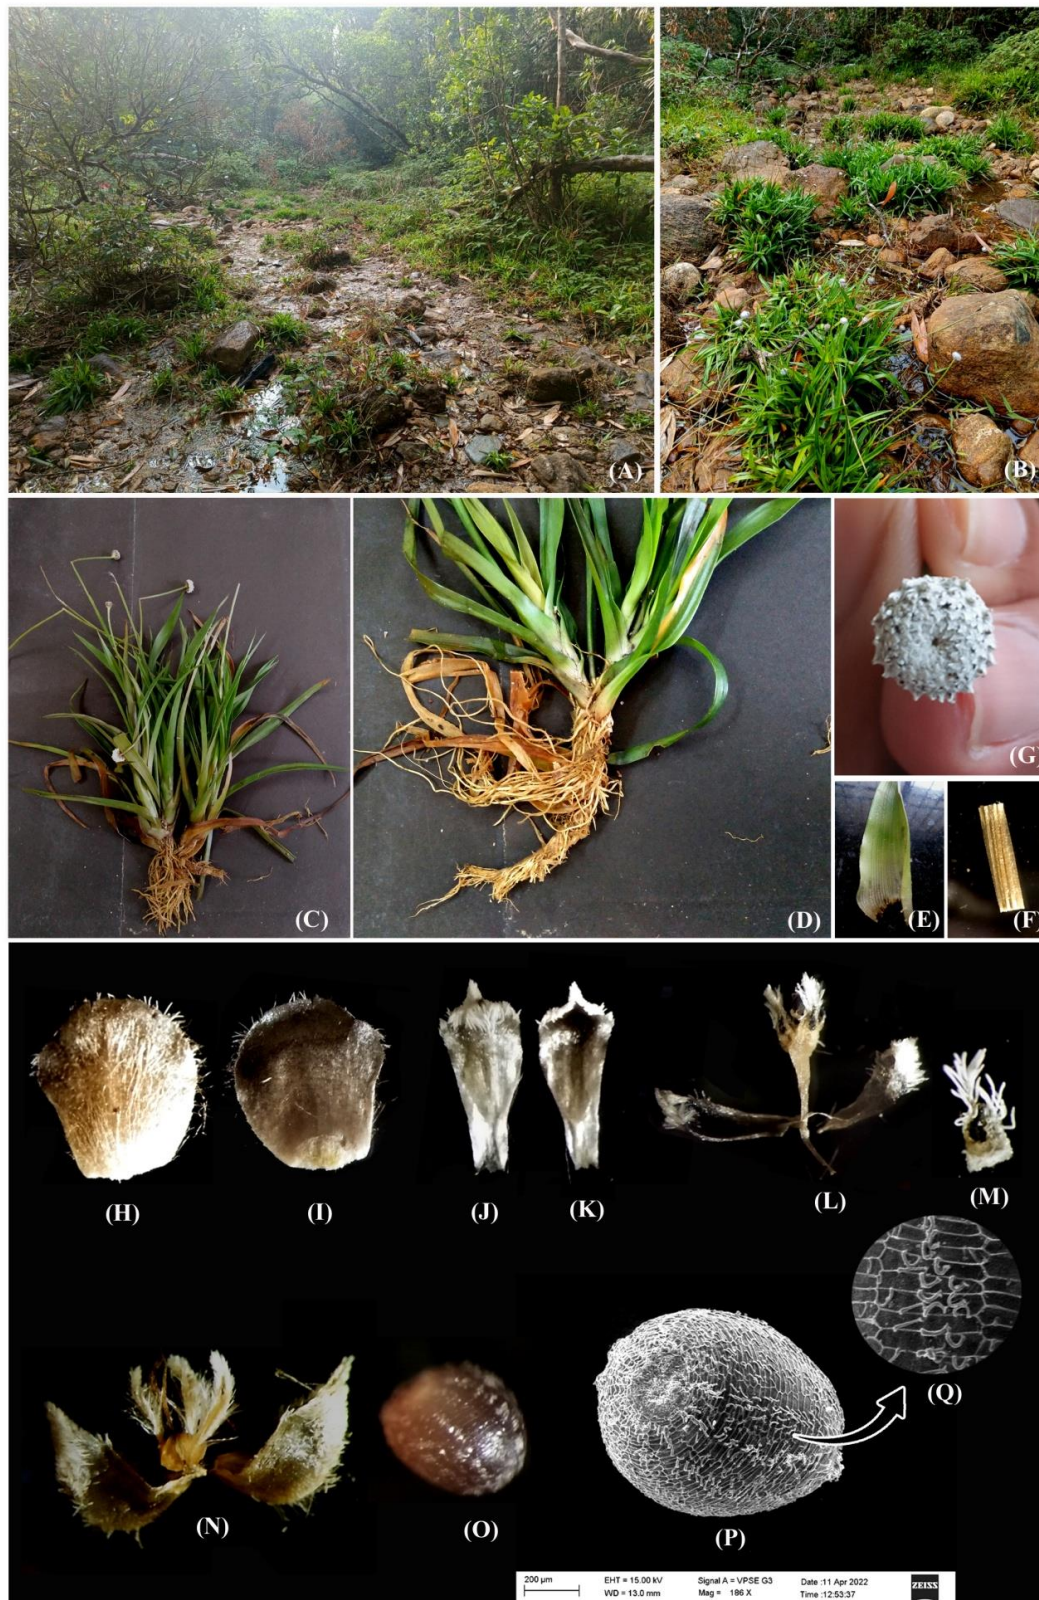 (A)
(B)
(C)
(D)
(G)
(E)
(F)
(H)
(I)
(J)
(K)
(L)
(M)
(N)
(O)
(P)
(Q)
200 µm
EHT = 15.00 kV
WD = 13.0 mm
Signal A = VPSE G3
Mag = 186 X
Date :11 Apr 2022
Time :12:53:37
ZEISS